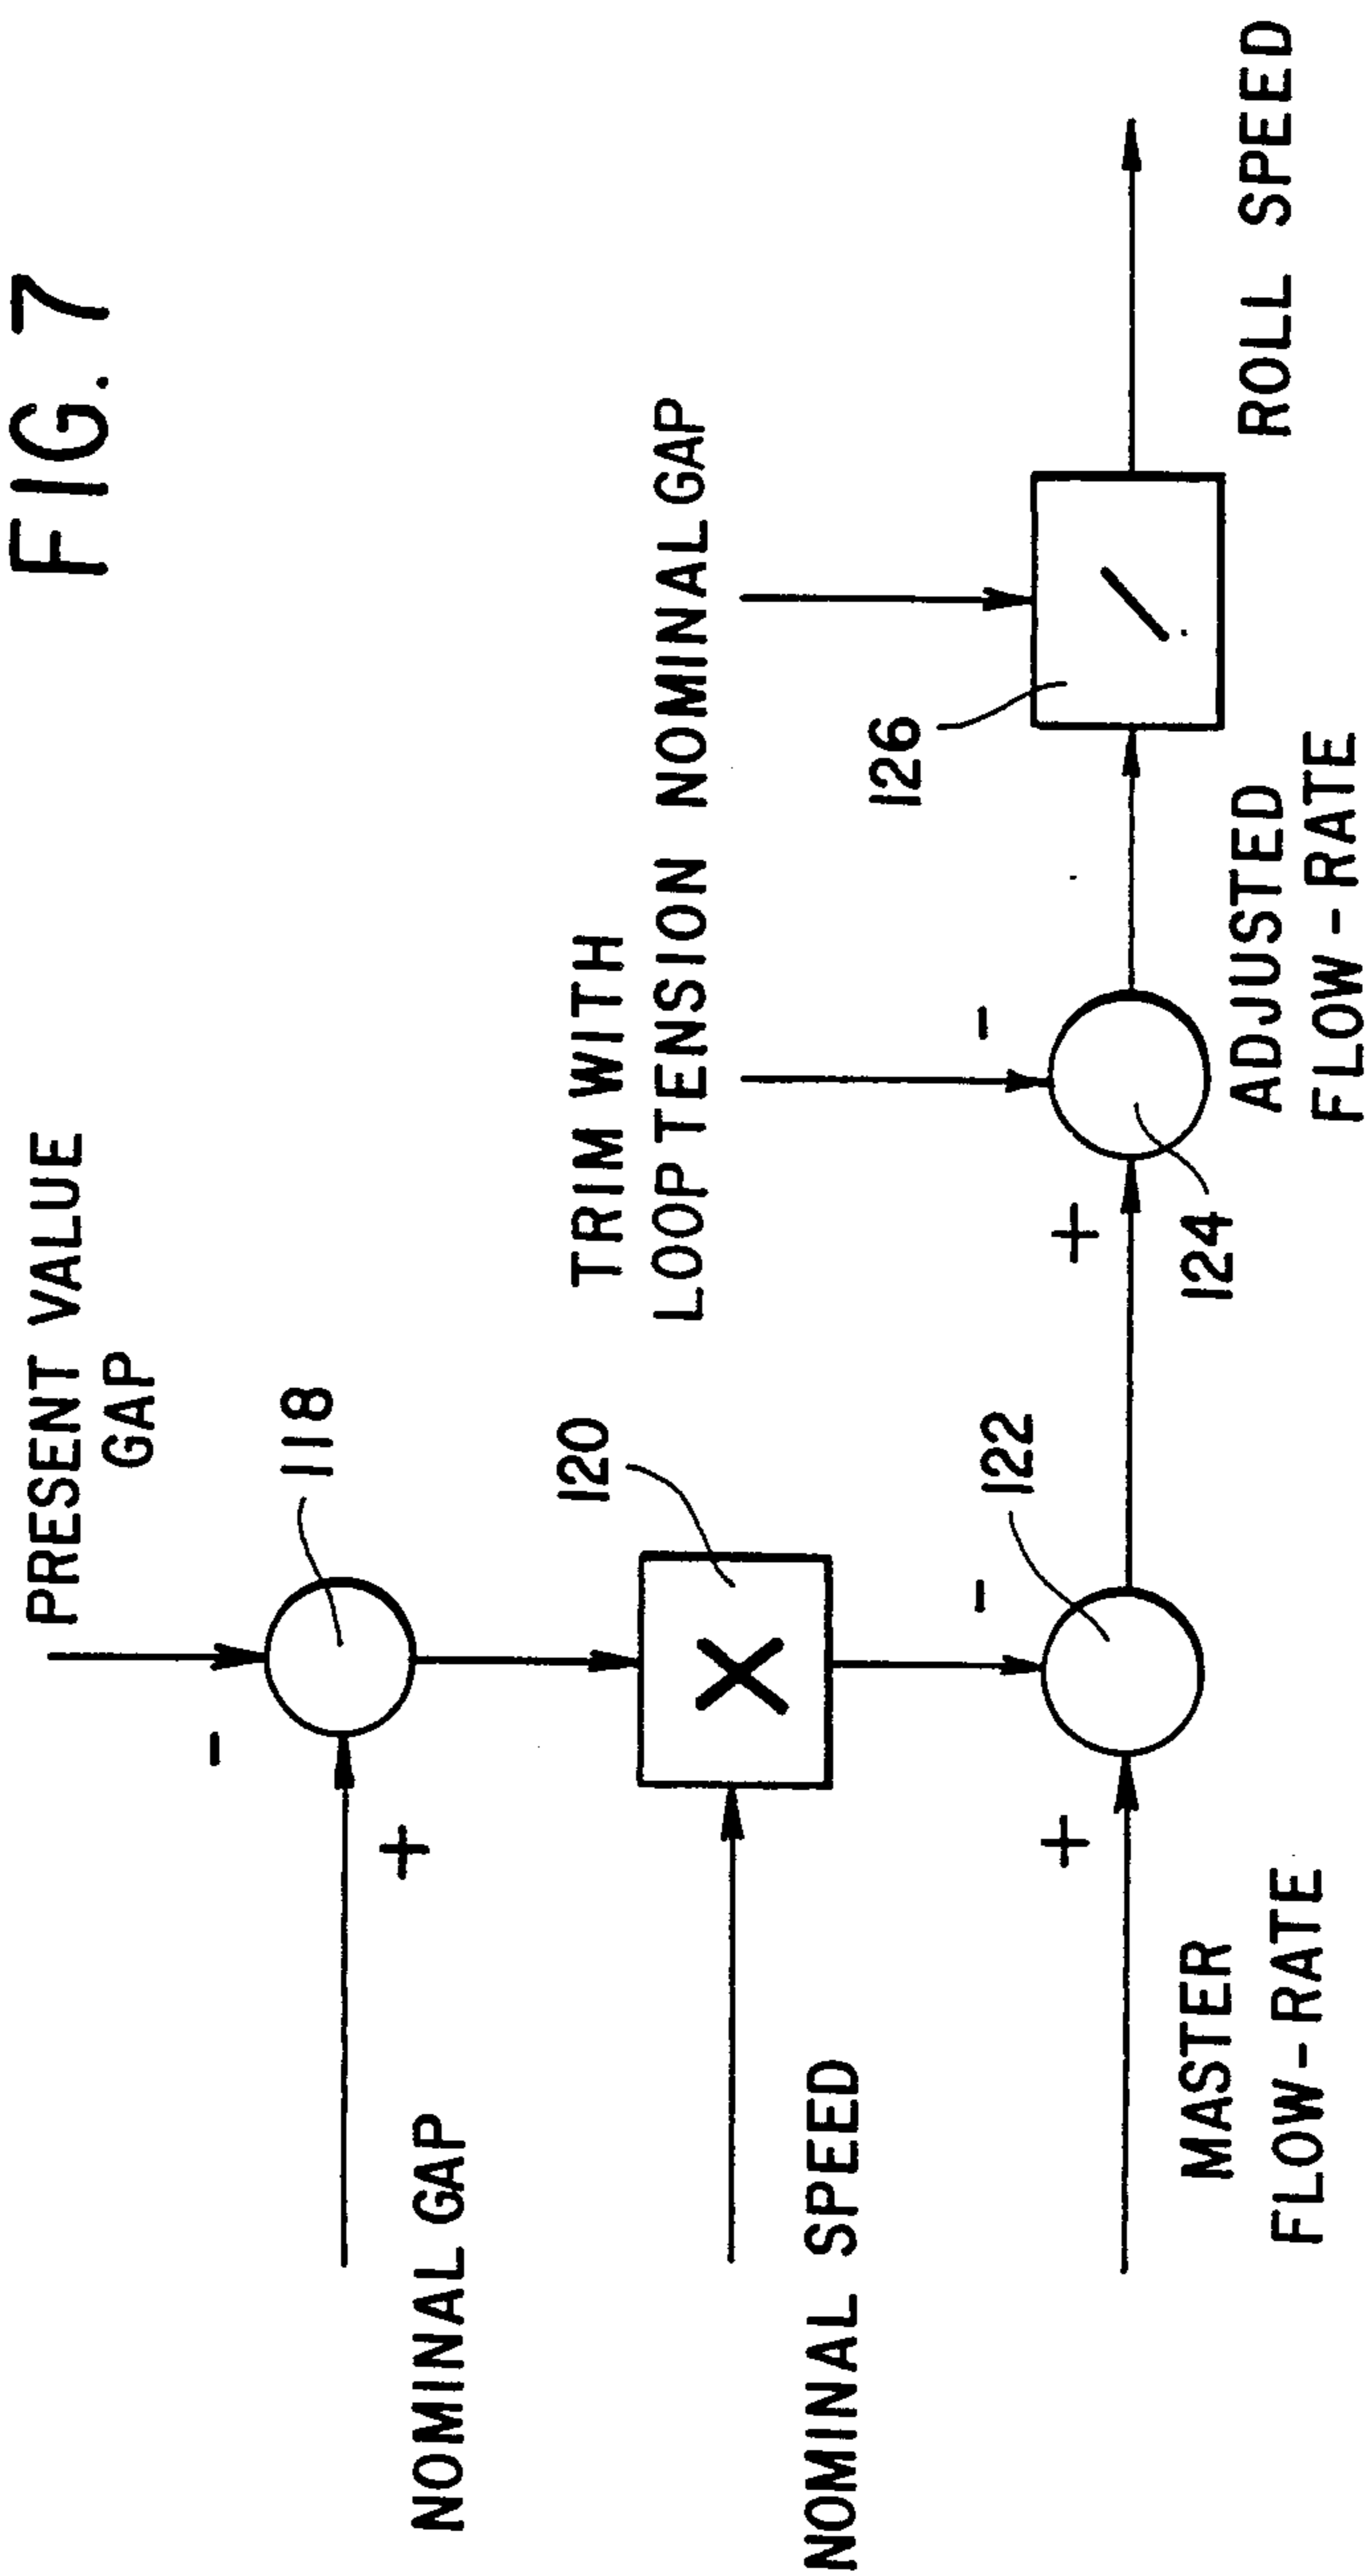 FIG. 7
PRESENT VALUE
GAP
-
118
NOMINAL GAP
+
120
X
NOMINAL SPEED
TRIM WITH
LOOP TENSION
NOMINAL GAP
122
-
+
MASTER
FLOW-RATE
-
+
124
126
/
ADJUSTED
FLOW-RATE
ROLL SPEED